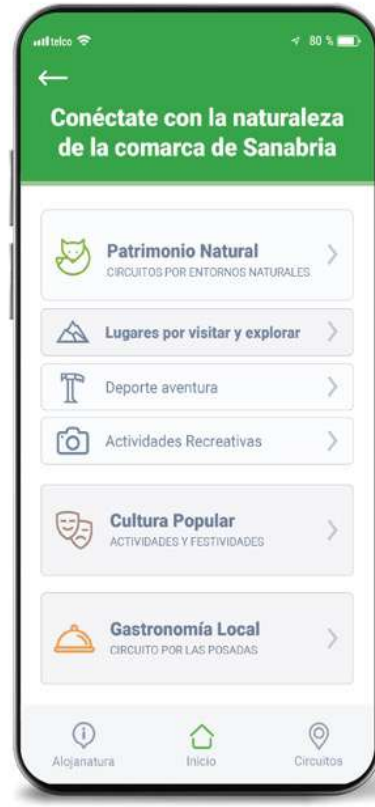 telco 80 %
Conéctate con la naturaleza
de la comarca de Sanabria
Patrimonio Natural
CIRCUITOS POR ENTORNOS NATURALES
Lugares por visitar y explorar
Deporte aventura
Actividades Recreativas
Cultura Popular
ACTIVIDADES Y FESTIVIDADES
Gastronomía Local
CIRCUITO POR LAS POSADAS
Alojanatura Inicio Circuitos